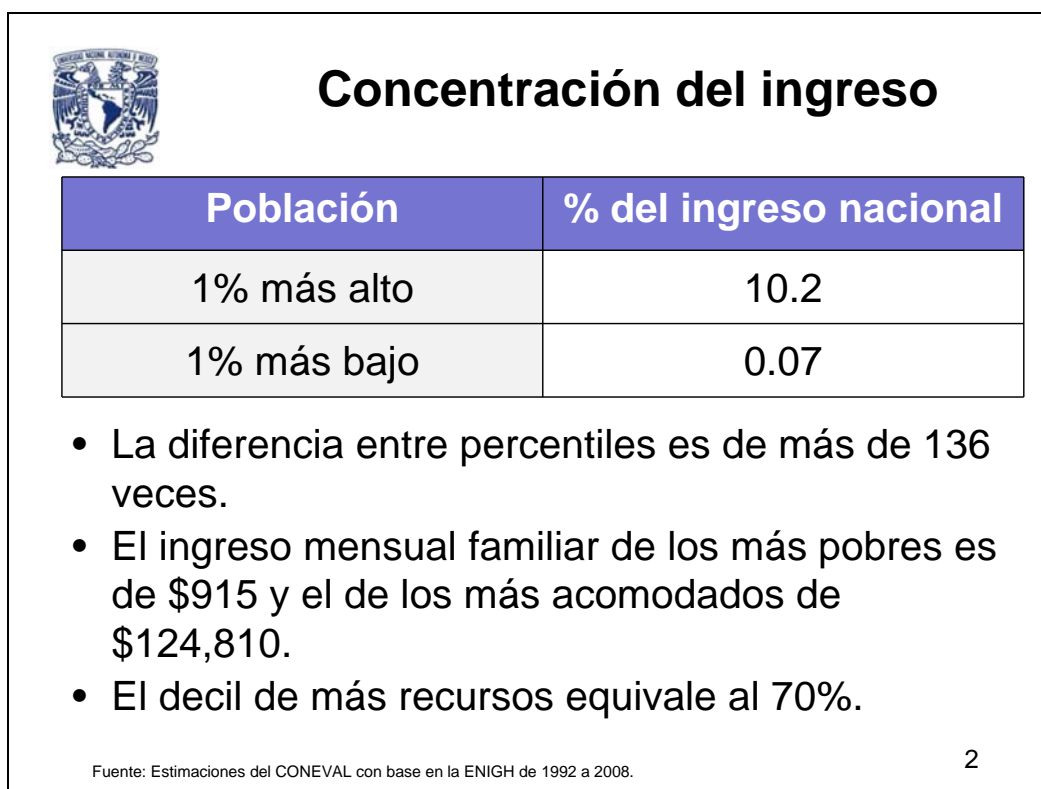 Concentración del ingreso
Población % del ingreso nacional
1% más alto 10.2
1% más bajo 0.07
• La diferencia entre percentiles es de más de 136
veces.
• El ingreso mensual familiar de los más pobres es
de $915 y el de los más acomodados de
$124,810.
• El decil de más recursos equivale al 70%.
Fuente: Estimaciones del CONEVAL con base en la ENIGH de 1992 a 2008.
2